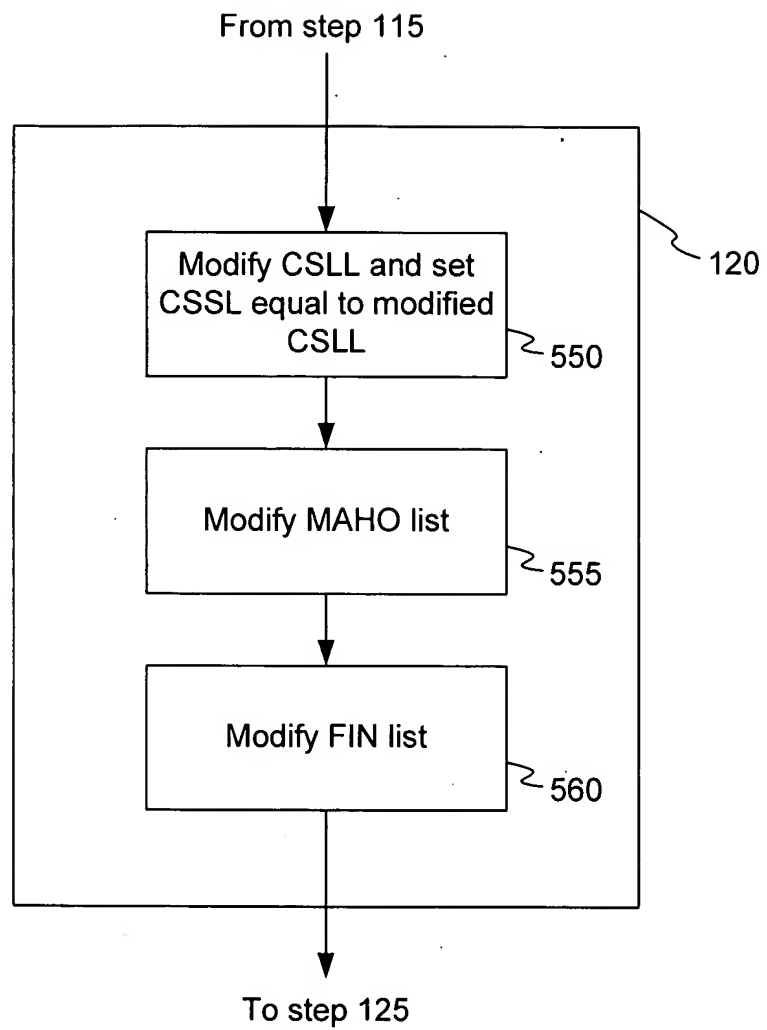 From step 115
120
Modify CSLL and set
CSSL equal to modified
CSLL
550
Modify MAHO list
555
Modify FIN list
560
To step 125